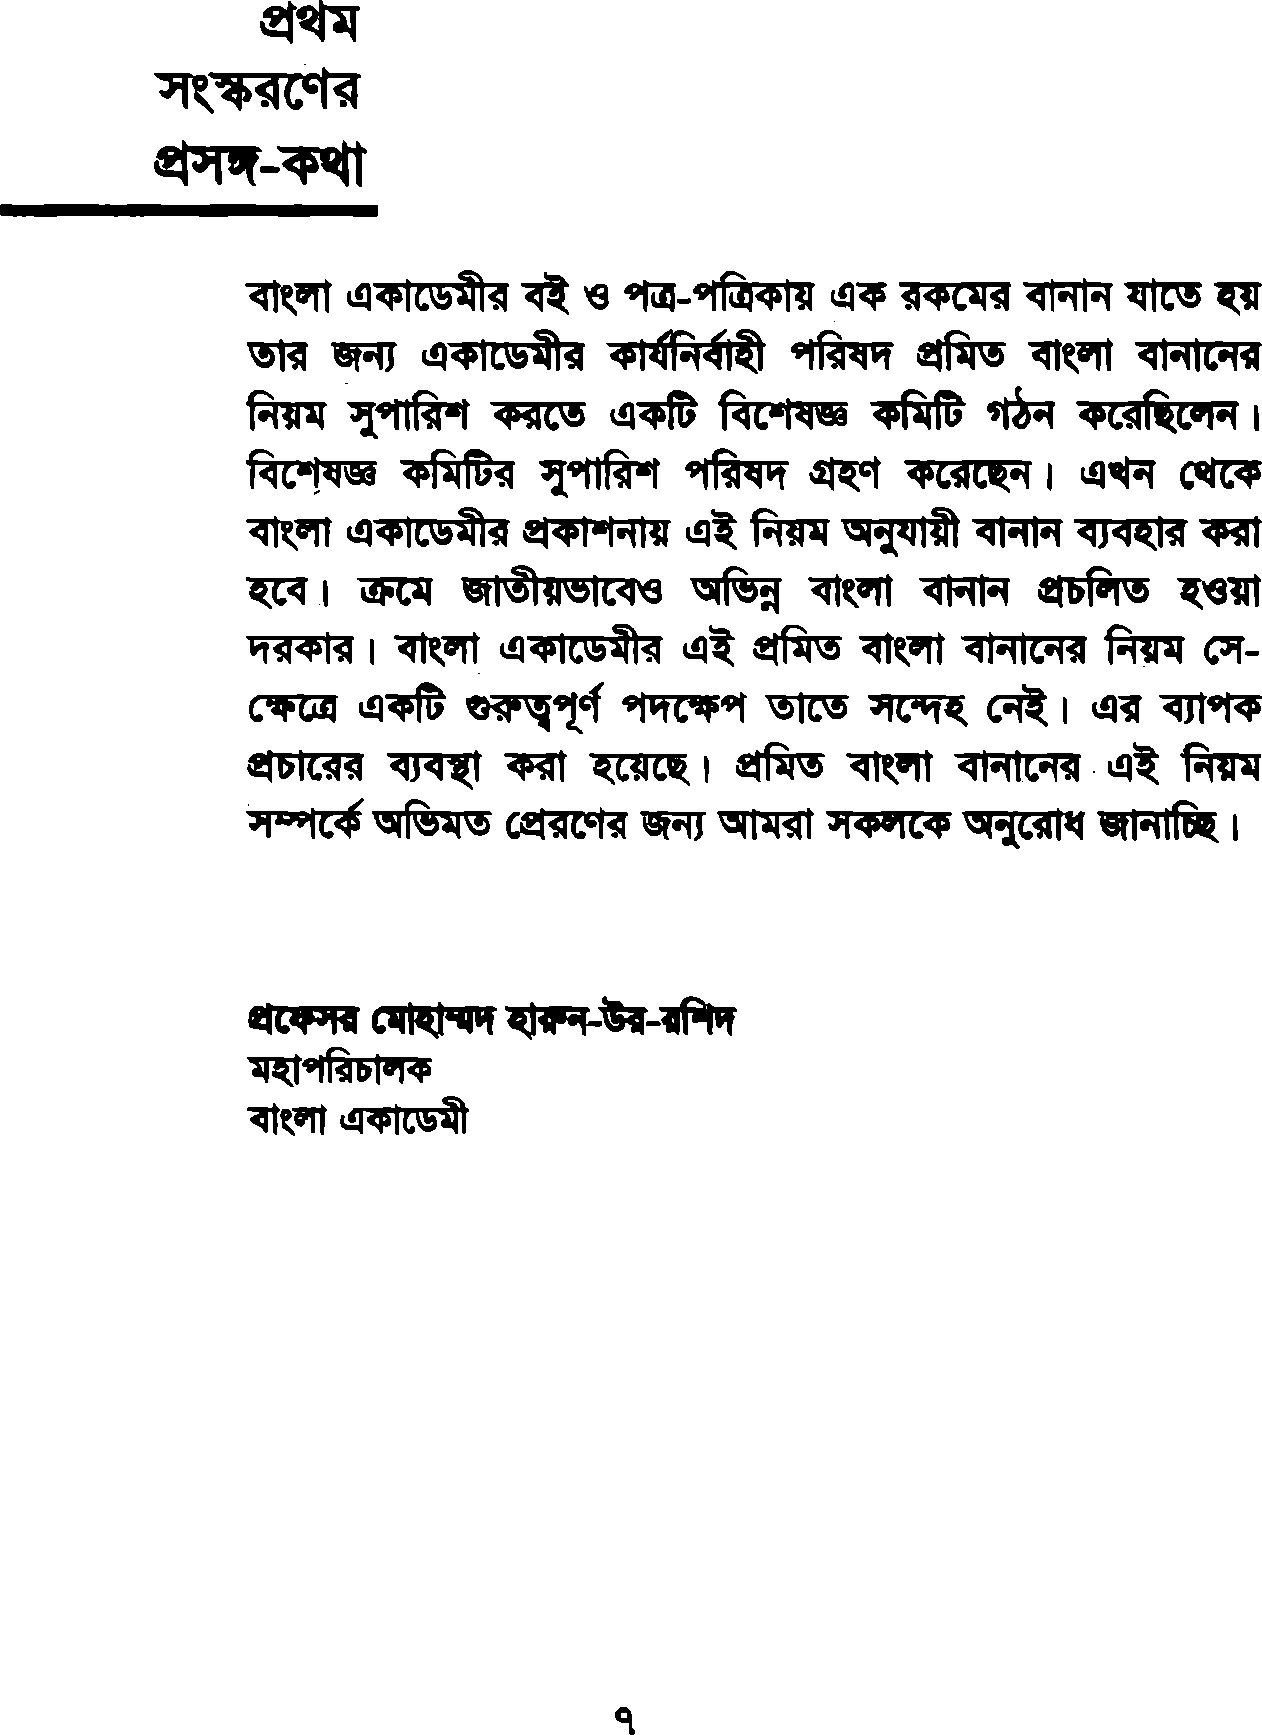 প্রথম
সংস্করণের
প্রসঙ্গ-কথা
বাংলা একাডেমীর বই ও পত্র-পত্রিকায় এক রকমের বানান যাতে হয়
তার জন্য একাডেমীর কার্যনির্বাহী পরিষদ প্রমিত বাংলা বানানের
নিয়ম সুপারিশ করতে একটি বিশেষজ্ঞ কমিটি গঠন করেছিলেন।
বিশেষজ্ঞ কমিটির সুপারিশ পরিষদ গ্রহণ করেছেন। এখন থেকে
বাংলা একাডেমীর প্রকাশনায় এই নিয়ম অনুযায়ী বানান ব্যবহার করা
হবে। ক্রমে জাতীয়ভাবেও অভিন্ন বাংলা বানান প্রচলিত হওয়া
দরকার। বাংলা একাডেমীর এই প্রমিত বাংলা বানানের নিয়ম সে-
ক্ষেত্রে একটি গুরুত্বপূর্ণ পদক্ষেপ তাতে সন্দেহ নেই। এর ব্যাপক
প্রচারের ব্যবস্থা করা হয়েছে। প্রমিত বাংলা বানানের এই নিয়ম
সম্পর্কে অভিমত প্রেরণের জন্য আমরা সকলকে অনুরোধ জানাচ্ছি।
প্রফেসর মোহাম্মদ হারুন-উর-রশিদ
মহাপরিচালক
বাংলা একাডেমী
৭